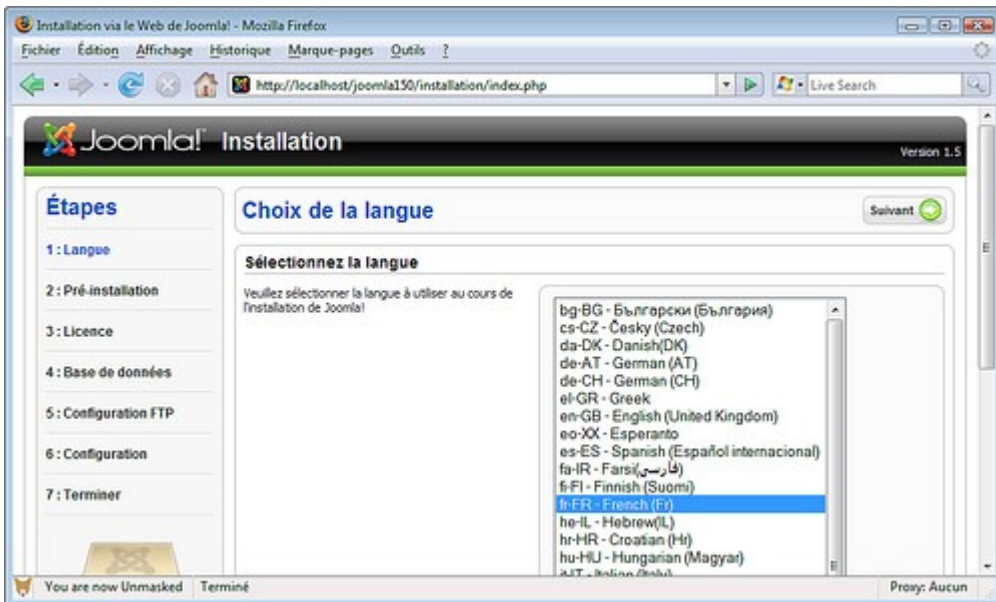 Installation via le Web de Joomla! - Mozilla Firefox
Fichier Édition Affichage Historique Marque-pages Outils ?
http://localhost/joomla150/installation/index.php Live Search
Joomla! Installation
Version 1.5
Étapes
Choix de la langue
Suivant
1 : Langue
Sélectionnez la langue
2 : Pré-installation
Veuillez sélectionner la langue à utiliser au cours de
l'installation de Joomla!
3 : Licence
4 : Base de données
5 : Configuration FTP
6 : Configuration
7 : Terminer
bg-BG - Български (България)
cs-CZ - Česky (Czech)
da-DK - Danish(DK)
de-AT - German (AT)
de-CH - German (CH)
el-GR - Greek
en-GB - English (United Kingdom)
eo-XX - Esperanto
es-ES - Spanish (Español internacional)
fa-IR - Farsi(فارسی)
fi-FI - Finnish (Suomi)
fr-FR - French (Fr)
he-IL - Hebrew(IL)
hr-HR - Croatian (Hr)
hu-HU - Hungarian (Magyar)
it-IT - Italian (Italy)
You are now Unmasked Terminé Proxy: Aucun